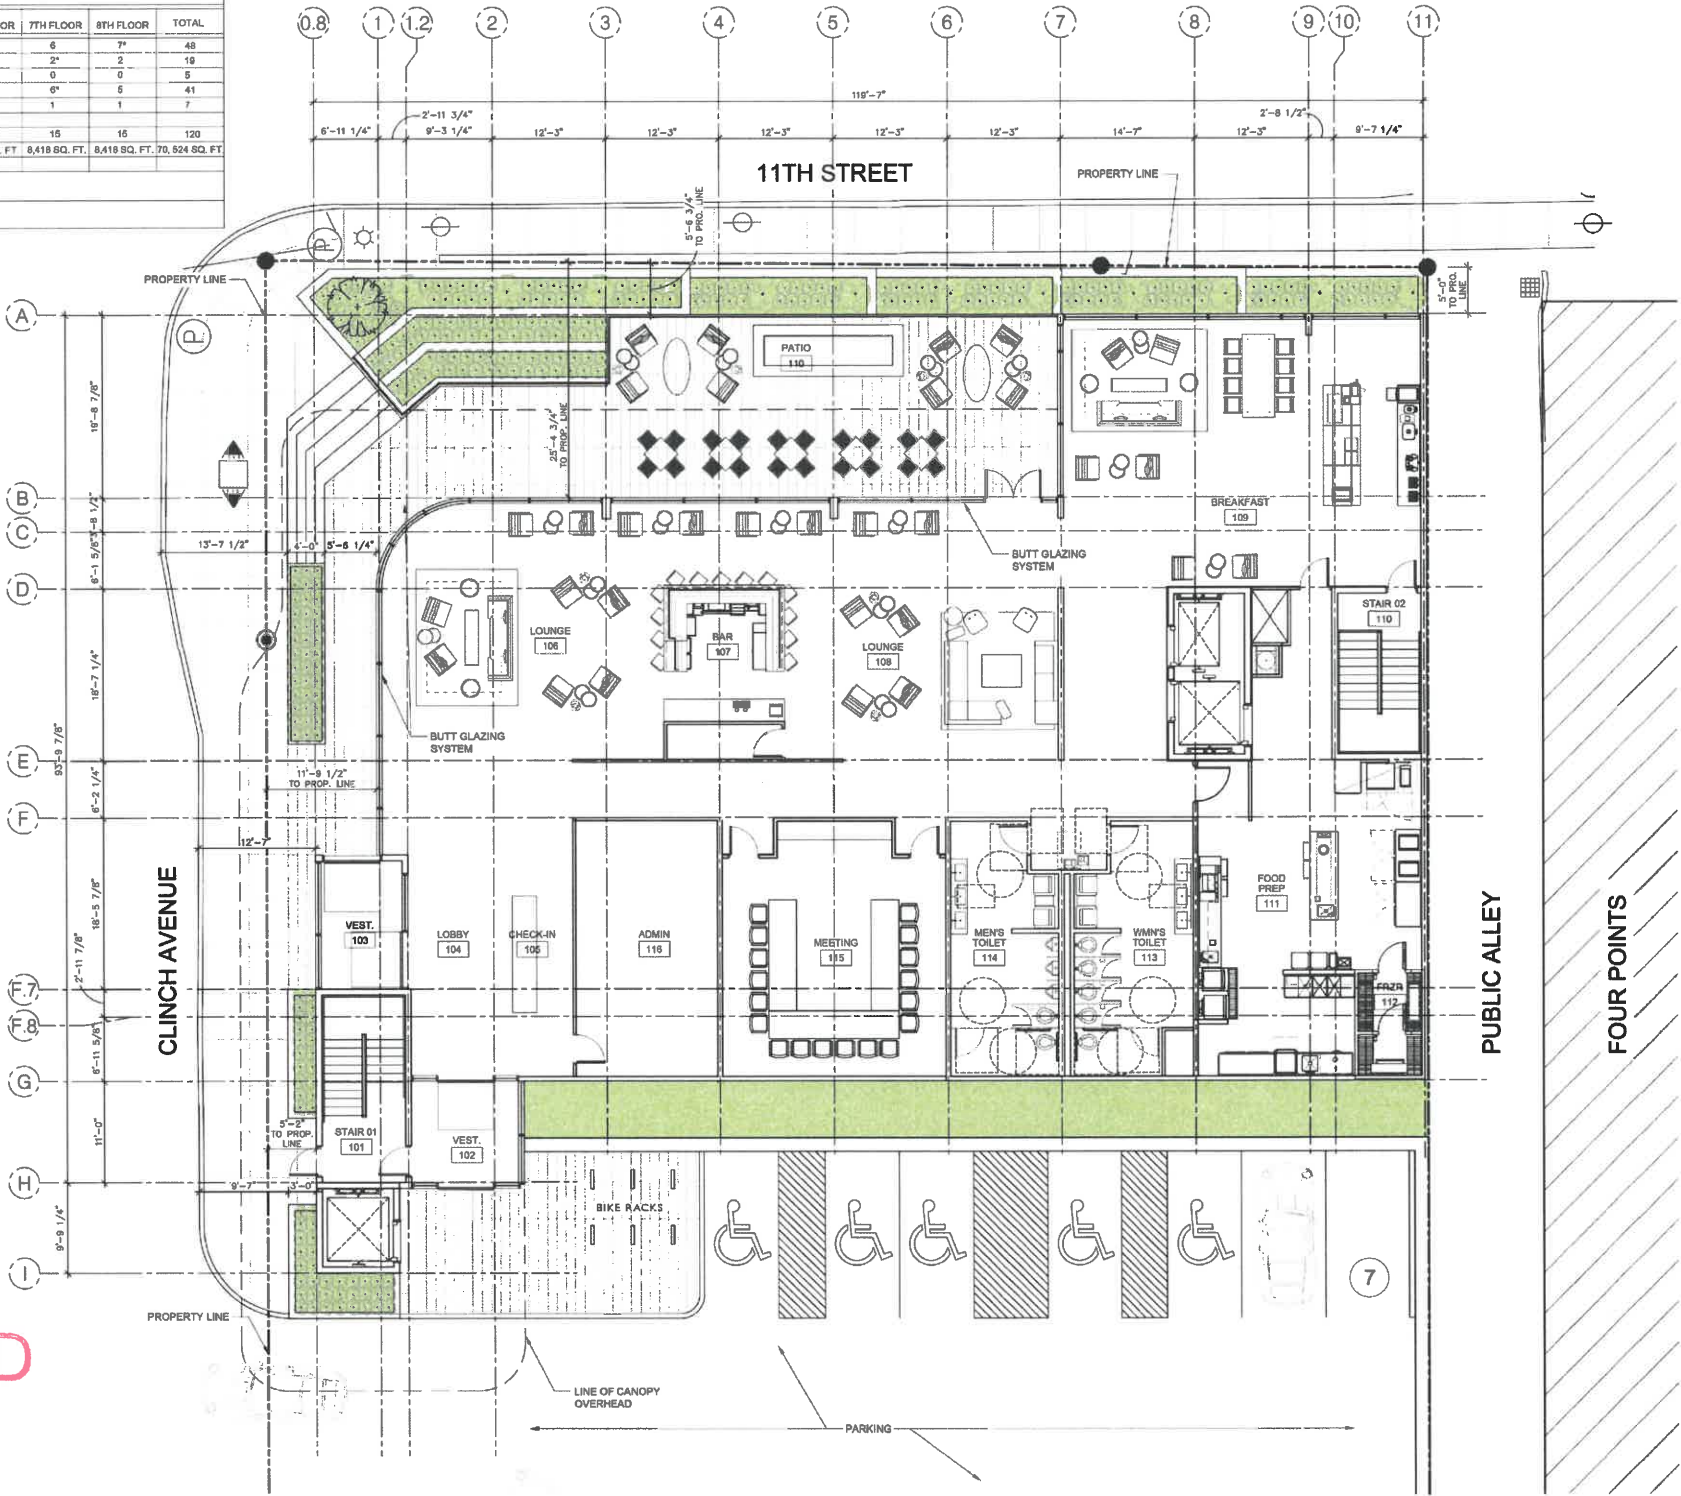 OR 7TH FLOOR 8TH FLOOR TOTAL
6 7* 48
2* 2 19
0 0 5
6* 5 41
1 1 7
15 16 120
. FT 8,418 SQ. FT. 8,418 SQ. FT. 70, 524 SQ. FT.
0.8 1 1.2 2 3 4 5 6 7 8 9 10 11
119'-7"
2'-11 3/4" 2'-8 1/2"
6'-11 1/4" 9'-3 1/4" 12'-3" 12'-3" 12'-3" 12'-3" 12'-3" 14'-7" 12'-3" 9'-7 1/4"
11TH STREET
PROPERTY LINE
5'-6 3/4"
TO PRO. LINE
P
PROPERTY LINE
5'-0"
TO PRO.
LINE
A
P
PATIO
110
19'-8 7/8"
25'-4 3/4"
TO PROP. LINE
B
BREAKFAST
109
3'-8 1/2"
C
13'-7 1/2" 4'-0" 5'-6 1/4"
BUTT GLAZING
SYSTEM
6'-1 5/8"
D
STAIR 02
110
LOUNGE
106
BAR
107
LOUNGE
108
18'-7 1/4"
BUTT GLAZING
SYSTEM
93'-9 7/8"
E
11'-9 1/2"
TO PROP. LINE
6'-2 1/4"
F
12'-7"
CLINCH AVENUE
18'-5 7/8"
FOOD
PREP
111
PUBLIC ALLEY
FOUR POINTS
VEST.
103
LOBBY
104
CHECK-IN
105
ADMIN
116
MEETING
115
MEN'S
TOILET
114
WMN'S
TOILET
113
2'-11 7/8"
F.7
FRZR
112
F.8
6'-11 5/8"
G
5'-2"
TO PROP.
LINE
STAIR 01
101
VEST.
102
11'-0"
H
9'-7" 3'-0"
BIKE RACKS
9'-9 1/4"
I
7
PROPERTY LINE
LINE OF CANOPY
OVERHEAD
PARKING